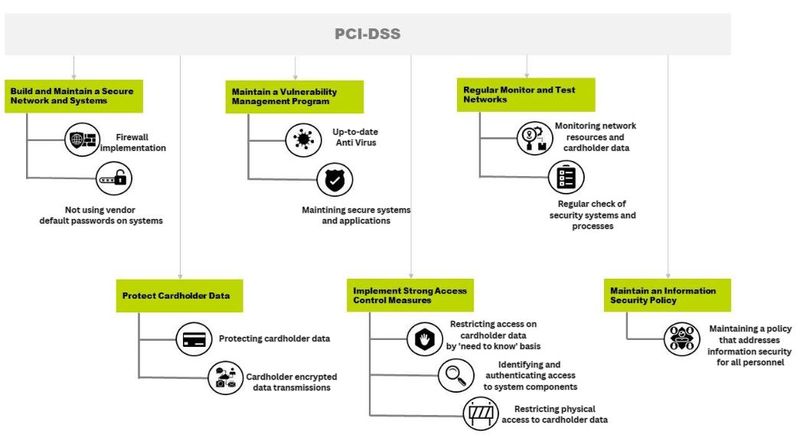 PCI-DSS
Build and Maintain a Secure
Network and Systems
Firewall
implementation
Not using vendor
default passwords on systems
Maintain a Vulnerability
Management Program
Up-to-date
Anti Virus
Maintining secure systems
and applications
Regular Monitor and Test
Networks
Monitoring network
resources and
cardholder data
Regular check of
security systems and
processes
Protect Cardholder Data
Protecting cardholder data
Cardholder encrypted
data transmissions
Implement Strong Access
Control Measures
Restricting access on
cardholder data
by 'need to know' basis
Identifying and
authenticating access
to system components
Restricting physical
access to cardholder data
Maintain an Information
Security Policy
Maintaining a policy
that addresses
information security
for all personnel